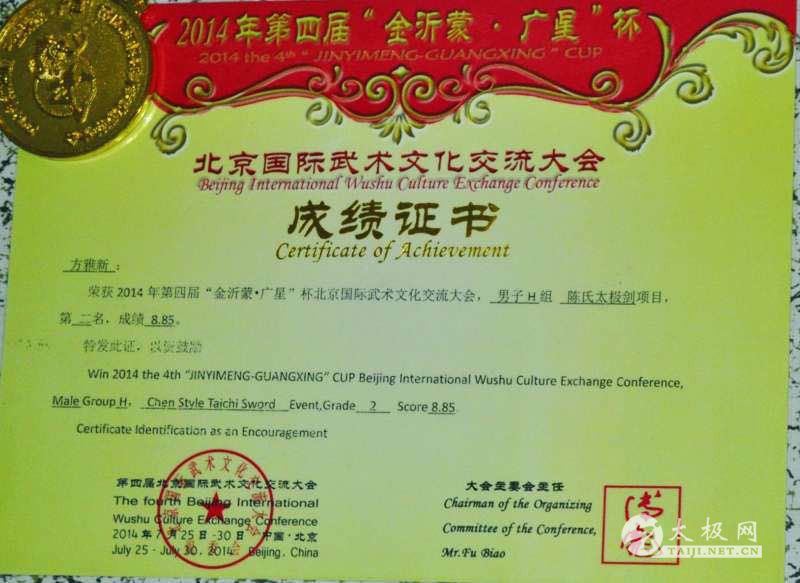 2014年第四届“金沂蒙·广星”杯
2014 the 4th “JINYIMENG-GUANGXING” CUP
北京国际武术文化交流大会
Beijing International Wushu Culture Exchange Conference
成绩证书
Certificate of Achievement
方雅新：
荣获2014年第四届“金沂蒙•广星”杯北京国际武术文化交流大会， 男子H组 陈氏太极剑项目，
第 二名，成绩 8.85。
特发此证，以资鼓励
Win 2014 the 4th “JINYIMENG-GUANGXING” CUP Beijing International Wushu Culture Exchange Conference,
Male Group H， Chen Style Taichi Sword Event,Grade 2 Score 8.85.
Certificate Identification as an Encouragement
第四届北京国际武术文化交流大会
The fourth Beijing International
Wushu Culture Exchange Conference
2014年7月25日-30日 中国·北京
July 25 - July 30, 2014 Beijing, China
大会主委会主任
Chairman of the Organizing
Committee of the Conference,
Mr.Fu Biao
太极网
TAIJI.NET.CN